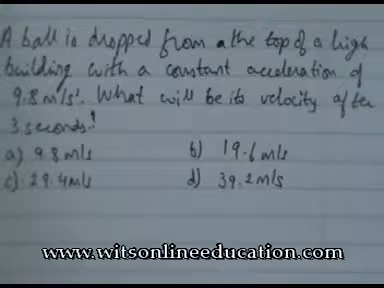 A ball is dropped from a the top of a high
building with a constant acceleration of
9.8 m/s². What will be its velocity after
3 seconds?
a) 9.8 m/s b) 19.6 m/s
c) 29.4 m/s d) 39.2 m/s
www.witsonlineeducation.com